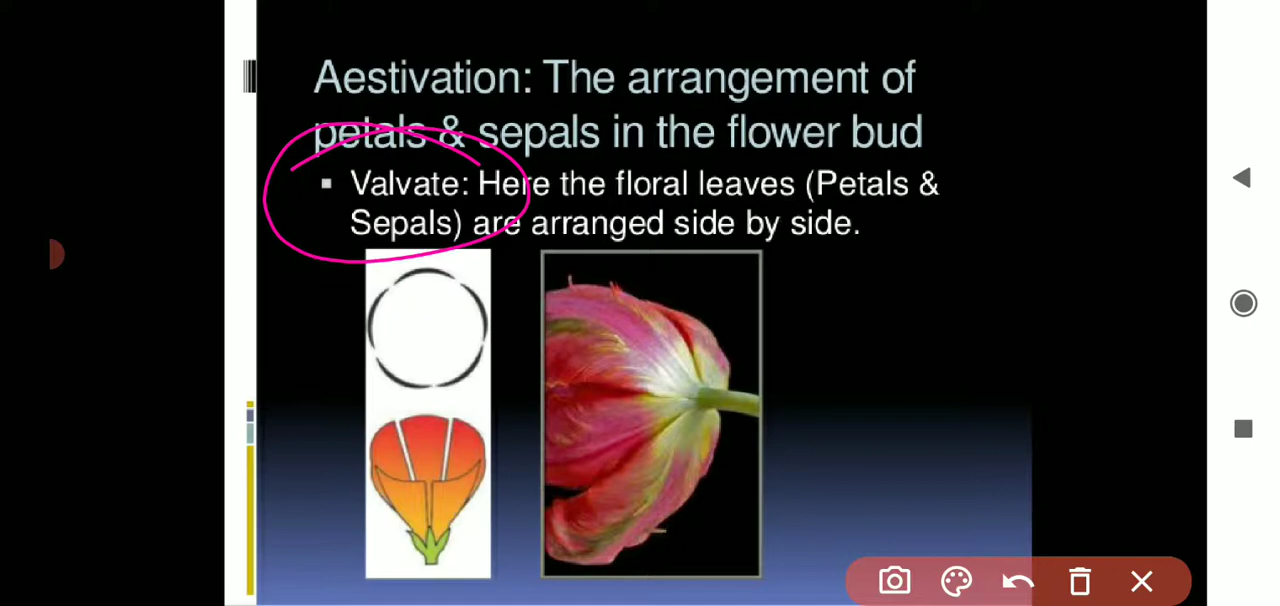 Aestivation: The arrangement of
petals & sepals in the flower bud
▪ Valvate: Here the floral leaves (Petals &
Sepals) are arranged side by side.